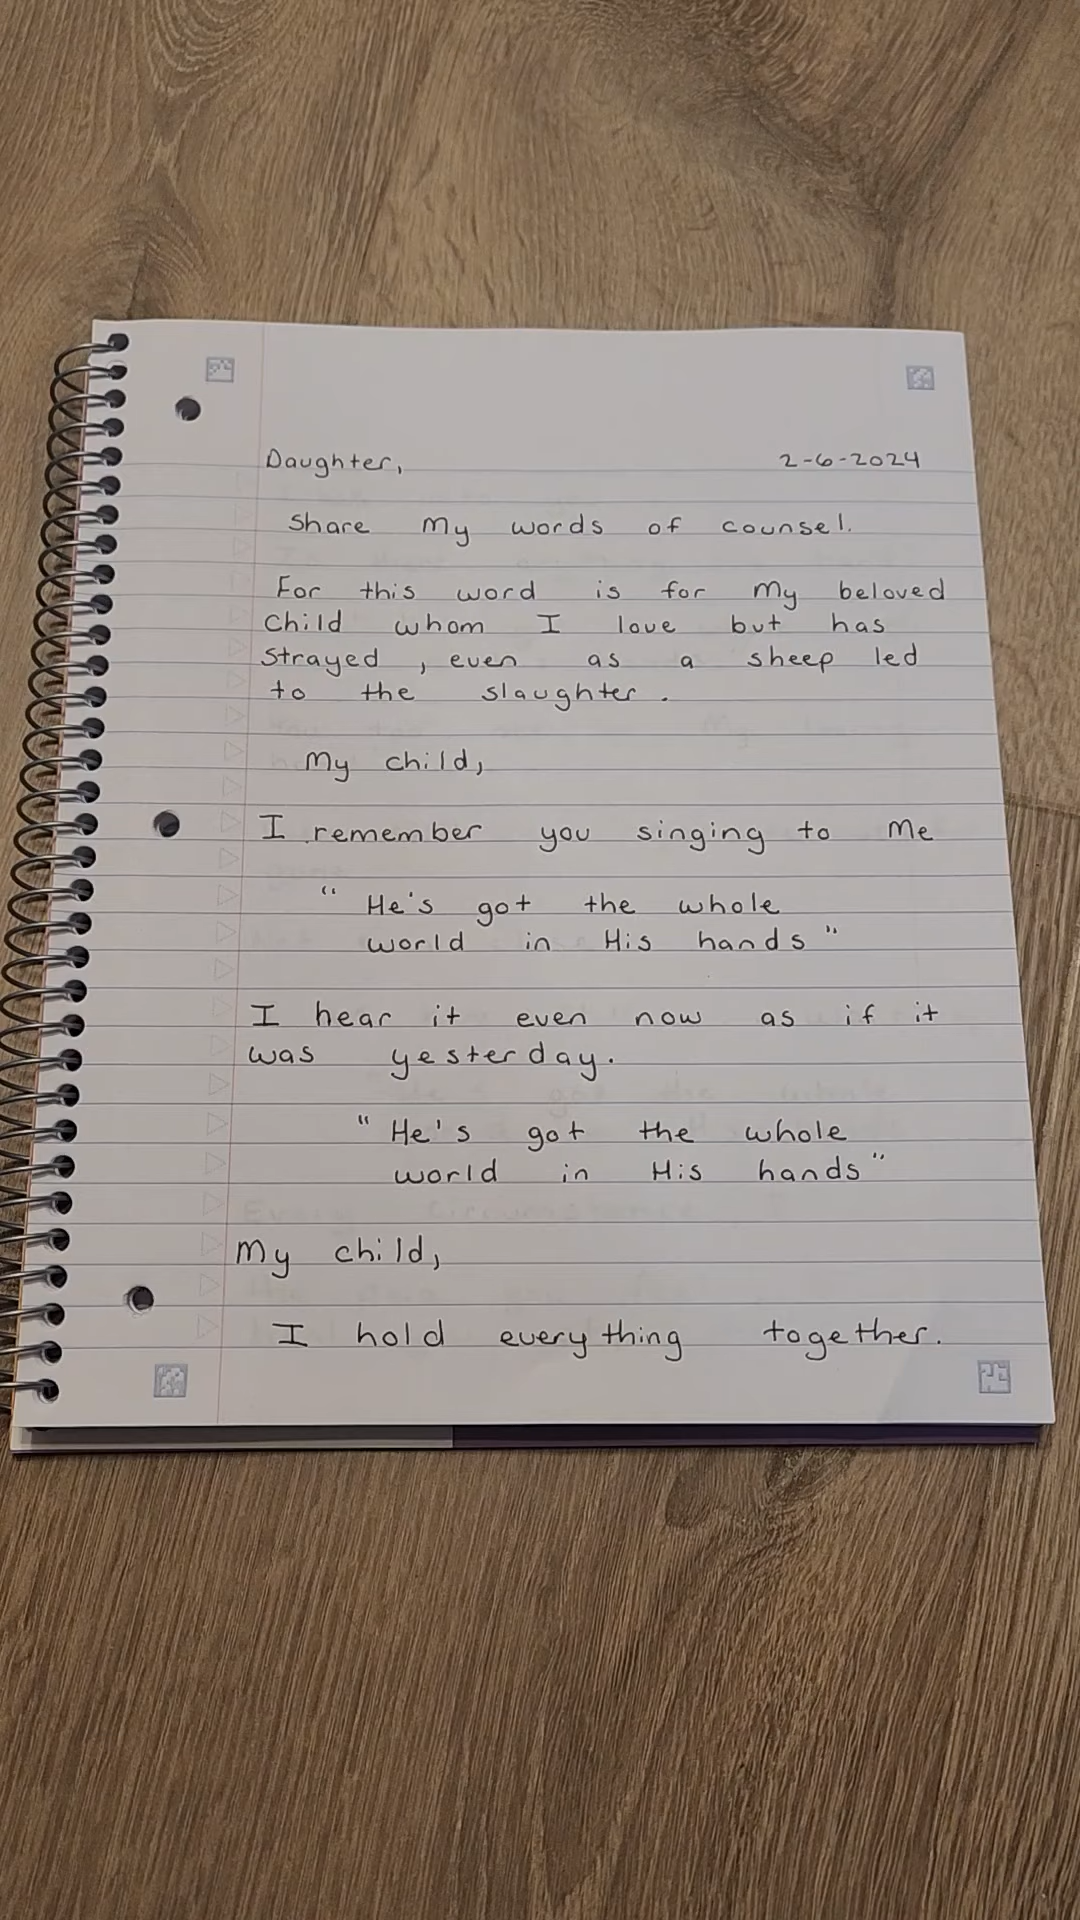 Daughter, 2-6-2024
Share My words of counsel.
For this word is for My beloved
child whom I love but has
strayed, even as a sheep led
to the slaughter.
My child,
I remember you singing to Me
"He's got the whole
world in His hands"
I hear it even now as if it
was yesterday.
"He's got the whole
world in His hands"
My child,
I hold everything together.